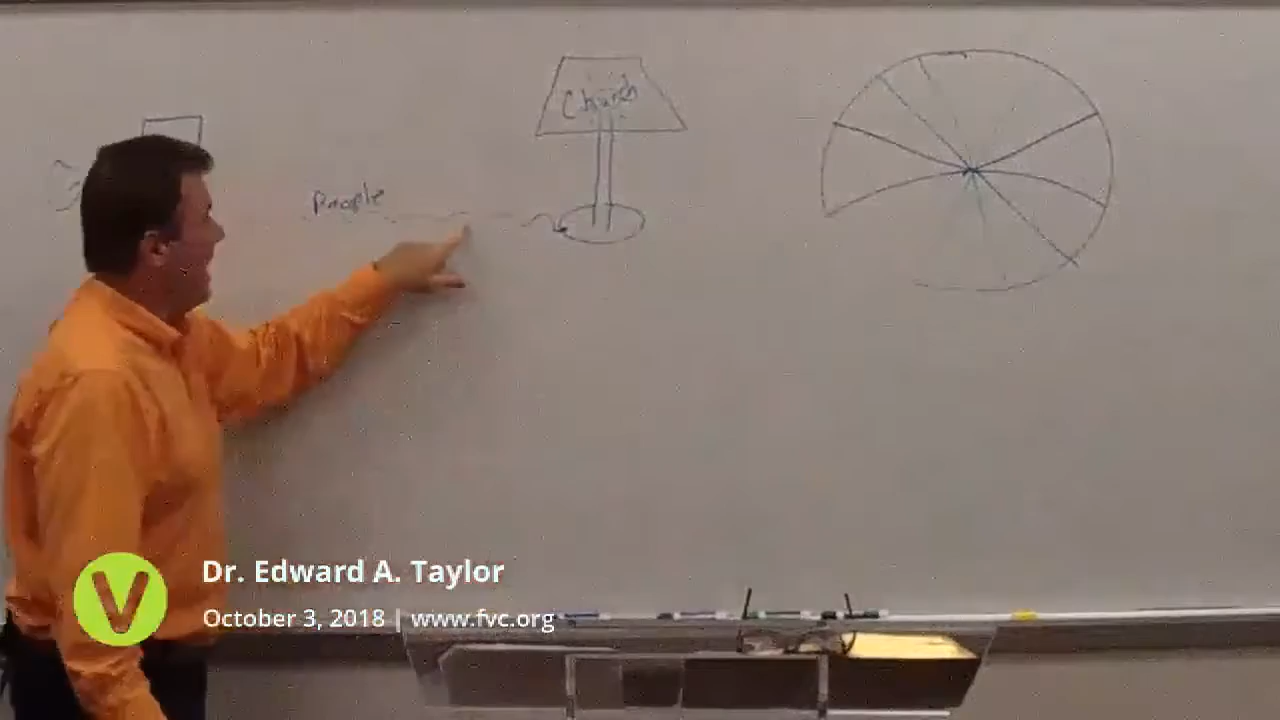 Church
People
V
Dr. Edward A. Taylor
October 3, 2018 | www.fvc.org